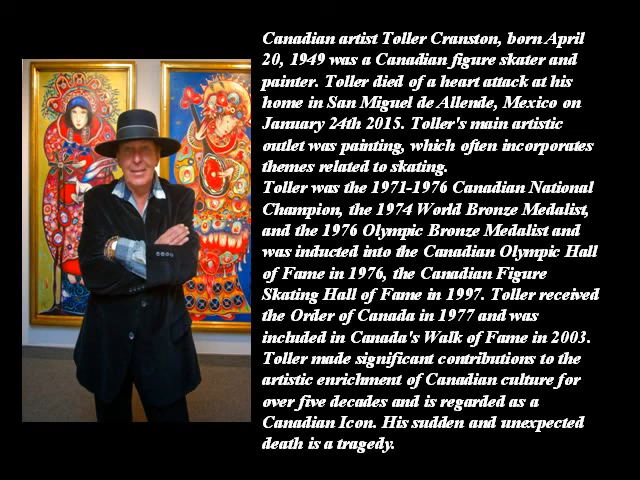 Canadian artist Toller Cranston, born April
20, 1949 was a Canadian figure skater and
painter. Toller died of a heart attack at his
home in San Miguel de Allende, Mexico on
January 24th 2015. Toller's main artistic
outlet was painting, which often incorporates
themes related to skating.
Toller was the 1971-1976 Canadian National
Champion, the 1974 World Bronze Medalist,
and the 1976 Olympic Bronze Medalist and
was inducted into the Canadian Olympic Hall
of Fame in 1976, the Canadian Figure
Skating Hall of Fame in 1997. Toller received
the Order of Canada in 1977 and was
included in Canada's Walk of Fame in 2003.
Toller made significant contributions to the
artistic enrichment of Canadian culture for
over five decades and is regarded as a
Canadian Icon. His sudden and unexpected
death is a tragedy.